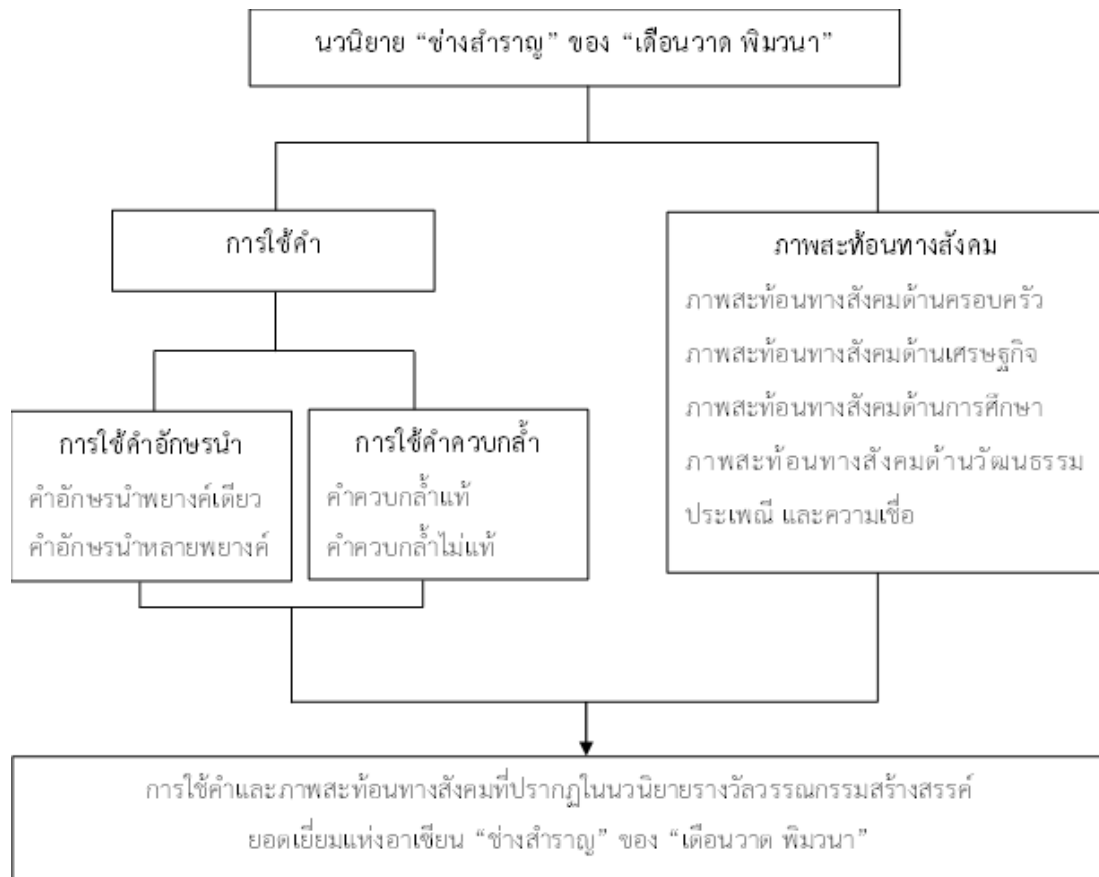 นวนิยาย “ช่างสำราญ” ของ “เดือนวาด พิมวนา”
การใช้คำ
ภาพสะท้อนทางสังคม
ภาพสะท้อนทางสังคมด้านครอบครัว
ภาพสะท้อนทางสังคมด้านเศรษฐกิจ
ภาพสะท้อนทางสังคมด้านการศึกษา
ภาพสะท้อนทางสังคมด้านวัฒนธรรม
ประเพณี และความเชื่อ
การใช้คำอักษรนำ
คำอักษรนำพยางค์เดียว
คำอักษรนำหลายพยางค์
การใช้คำควบกล้ำ
คำควบกล้ำแท้
คำควบกล้ำไม่แท้
การใช้คำและภาพสะท้อนทางสังคมที่ปรากฏในนวนิยายรางวัลวรรณกรรมสร้างสรรค์
ยอดเยี่ยมแห่งอาเซียน “ช่างสำราญ” ของ “เดือนวาด พิมวนา”